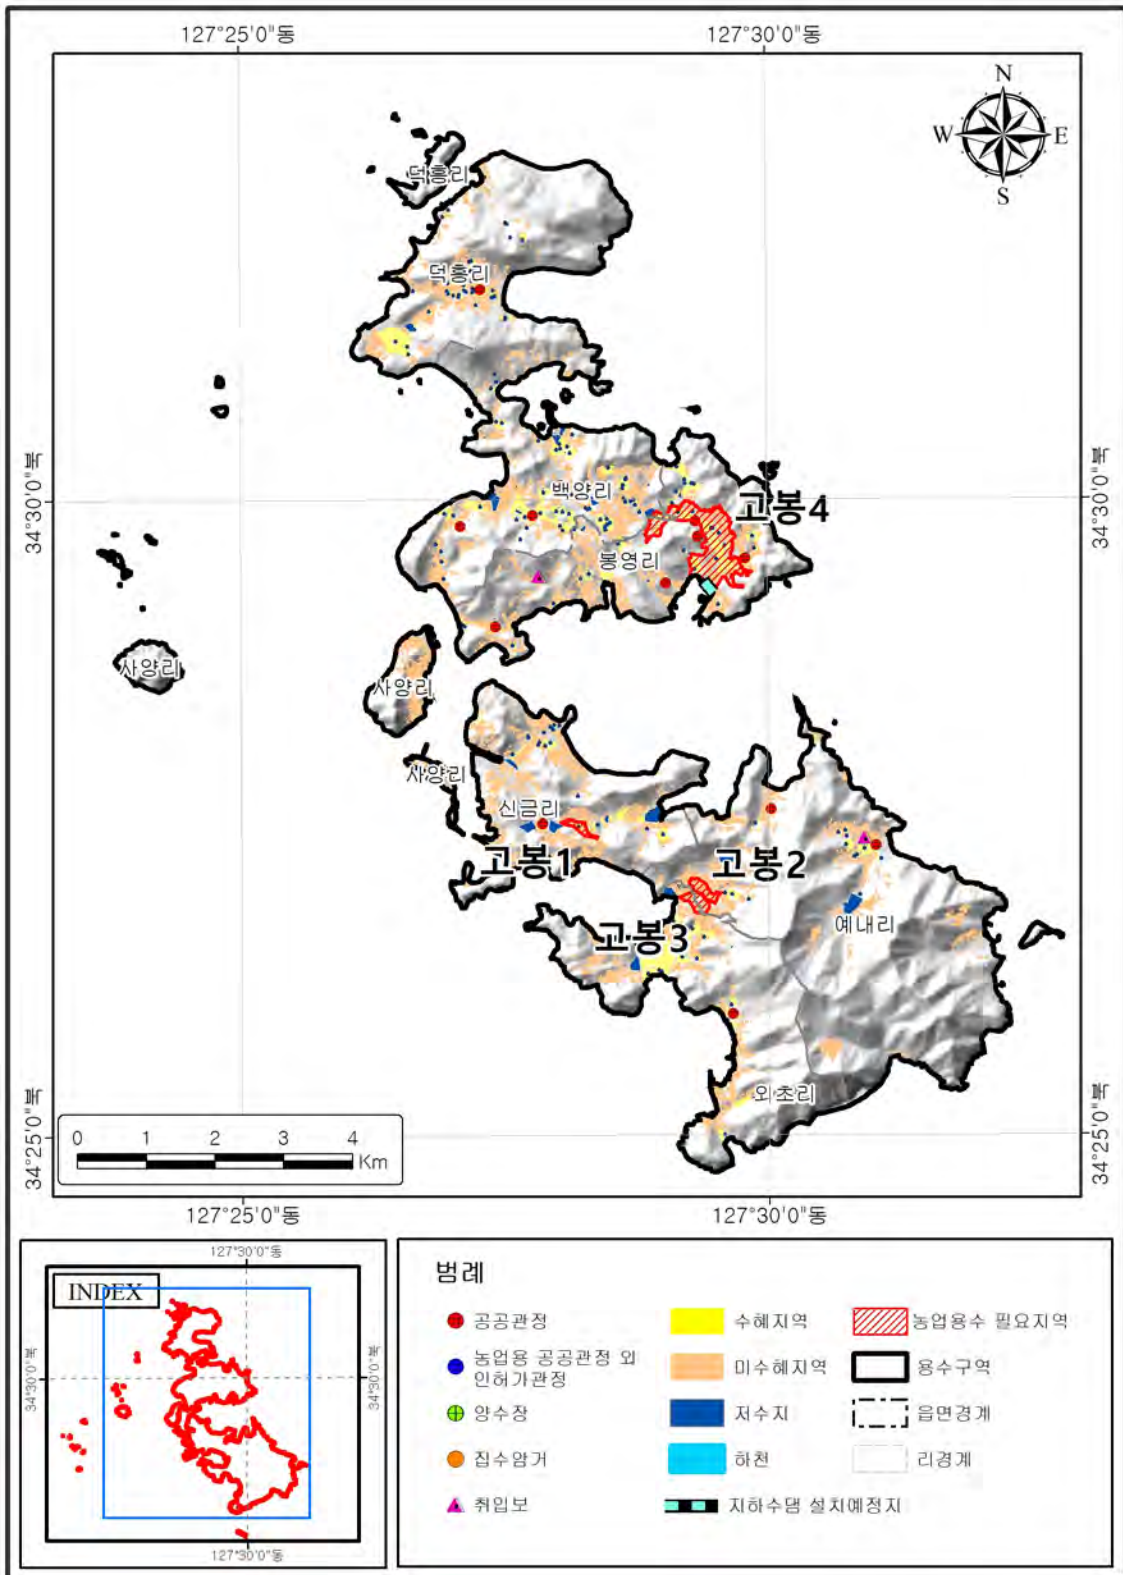 127°25'0"동
127°30'0"동
N
W
E
S
덕흥리
덕흥리
34°30'0"북
34°30'0"북
백양리
고봉4
봉영리
사양리
사양리
사양리
신금리
고봉1
고봉2
예내리
고봉3
외초리
34°25'0"북
34°25'0"북
0 1 2 3 4
Km
127°25'0"동
127°30'0"동
127°30'0"동
INDEX
34°30'0"북
34°30'0"북
127°30'0"동
범례
공공관정
농업용 공공관정 외
인허가관정
양수장
집수암거
취입보
수혜지역
미수혜지역
저수지
하천
지하수댐 설치예정지
농업용수 필요지역
용수구역
읍면경계
리경계